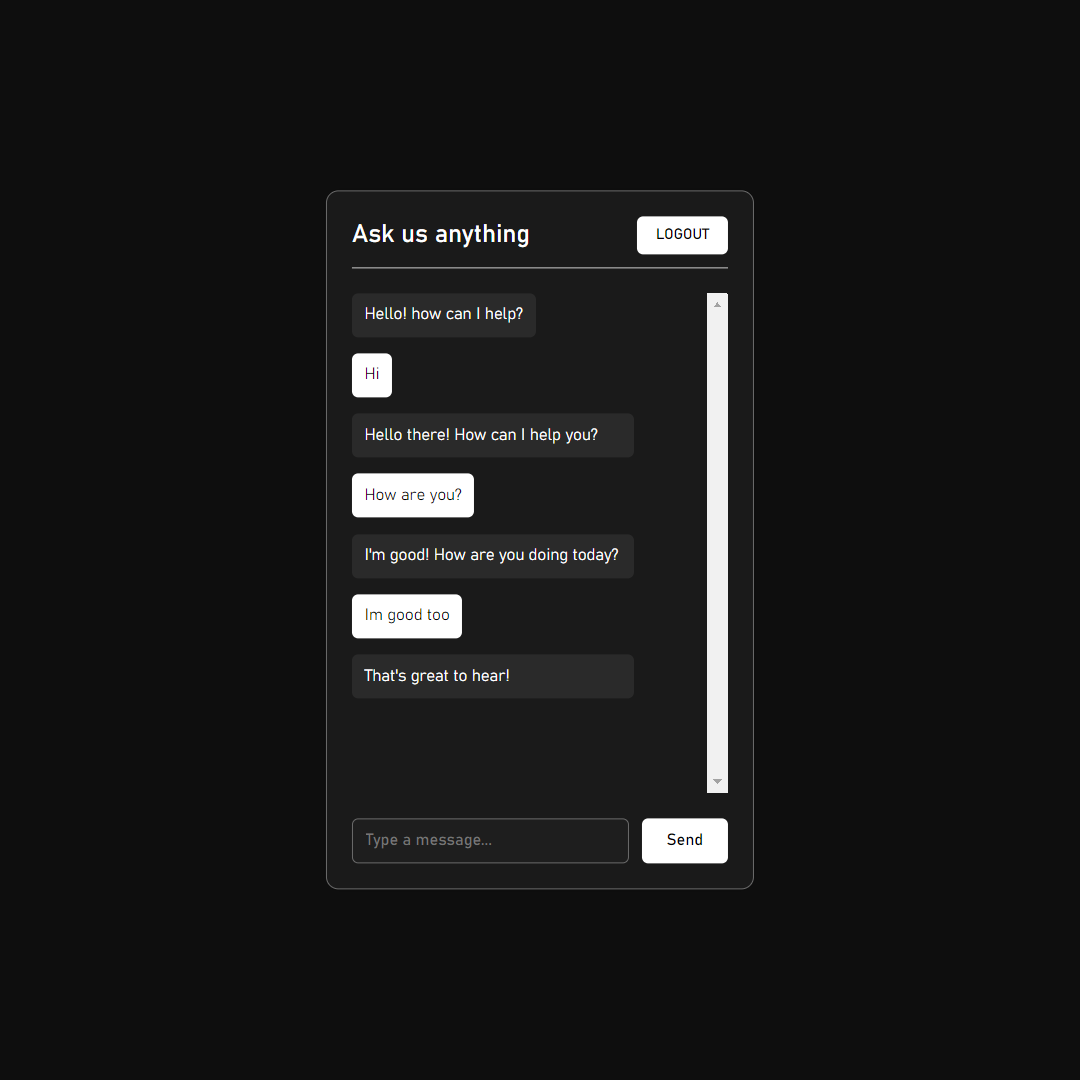 Ask us anything
LOGOUT
Hello! how can I help?
Hi
Hello there! How can I help you?
How are you?
I'm good! How are you doing today?
Im good too
That's great to hear!
Type a message...
Send